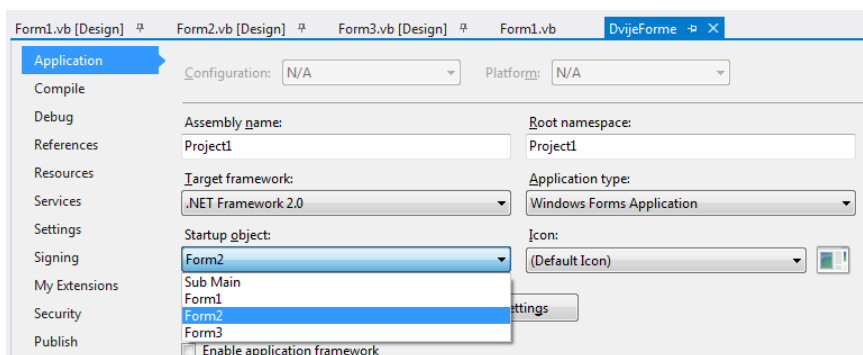 Form1.vb [Design] Form2.vb [Design] Form3.vb [Design] Form1.vb DvijeForme
Application
Configuration: N/A Platform: N/A
Compile
Debug
Assembly name: Root namespace:
References
Project1 Project1
Resources
Target framework: Application type:
Services
.NET Framework 2.0 Windows Forms Application
Settings
Startup object: Icon:
Signing
Form2 (Default Icon)
My Extensions
Sub Main
Form1
Security
Form2 ettings
Form3
Publish
Enable application framework